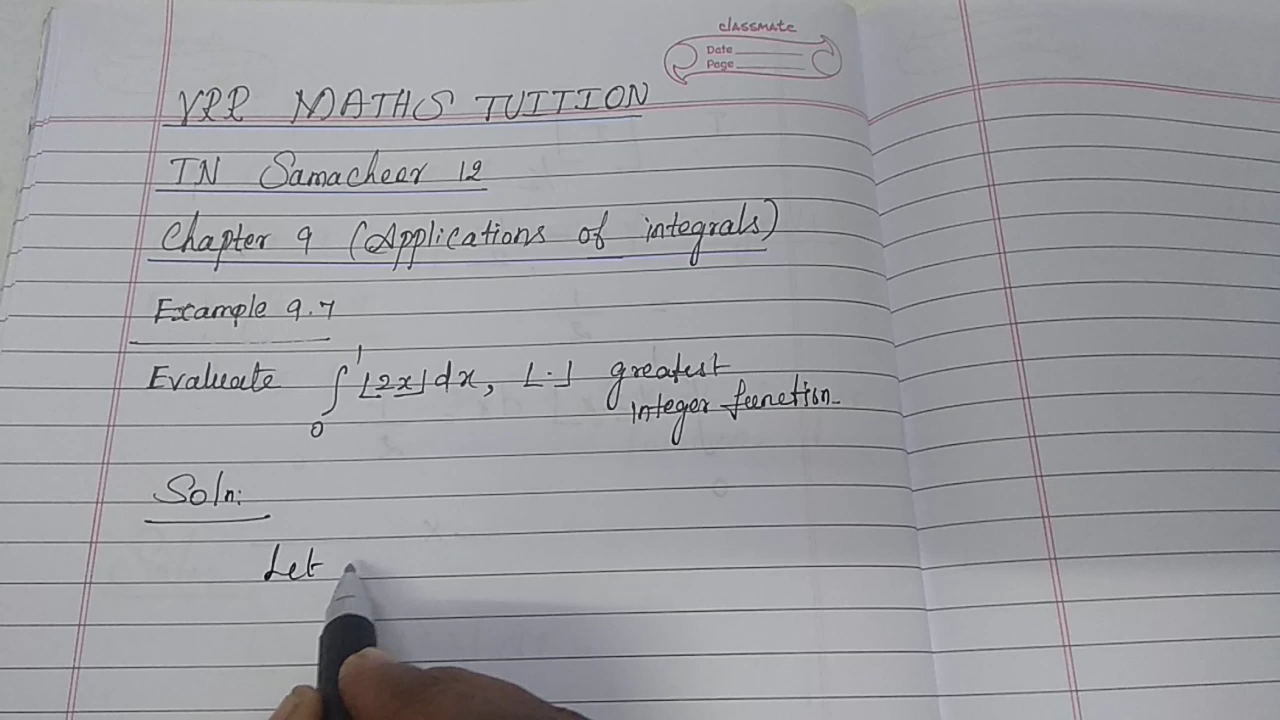 classmate
Date
Page
VRR MATHS TUITION
TN Samacheer 12
Chapter 9 (Applications of integrals)
Example 9.7
Evaluate ∫₀¹ ⌊2x⌋ dx, ⌊·⌋ greatest
integer function.
Soln:
Let